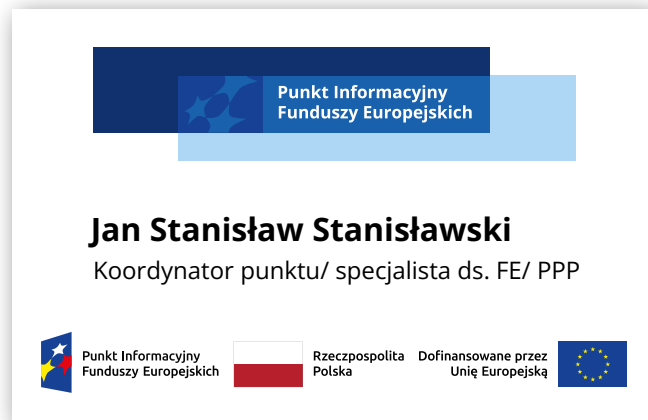 Punkt Informacyjny
Funduszy Europejskich
Jan Stanisław Stanisławski
Koordynator punktu/ specjalista ds. FE/ PPP
Punkt Informacyjny
Funduszy Europejskich
Rzeczpospolita
Polska
Dofinansowane przez
Unię Europejską